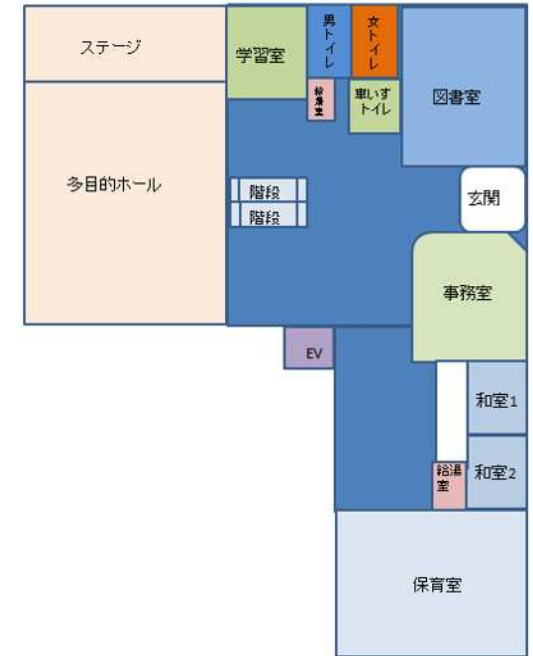 ステージ
学習室
男トイレ
女トイレ
図書室
給湯室
車いす
トイレ
多目的ホール
階段
階段
玄関
事務室
EV
和室1
給湯
室
和室2
保育室